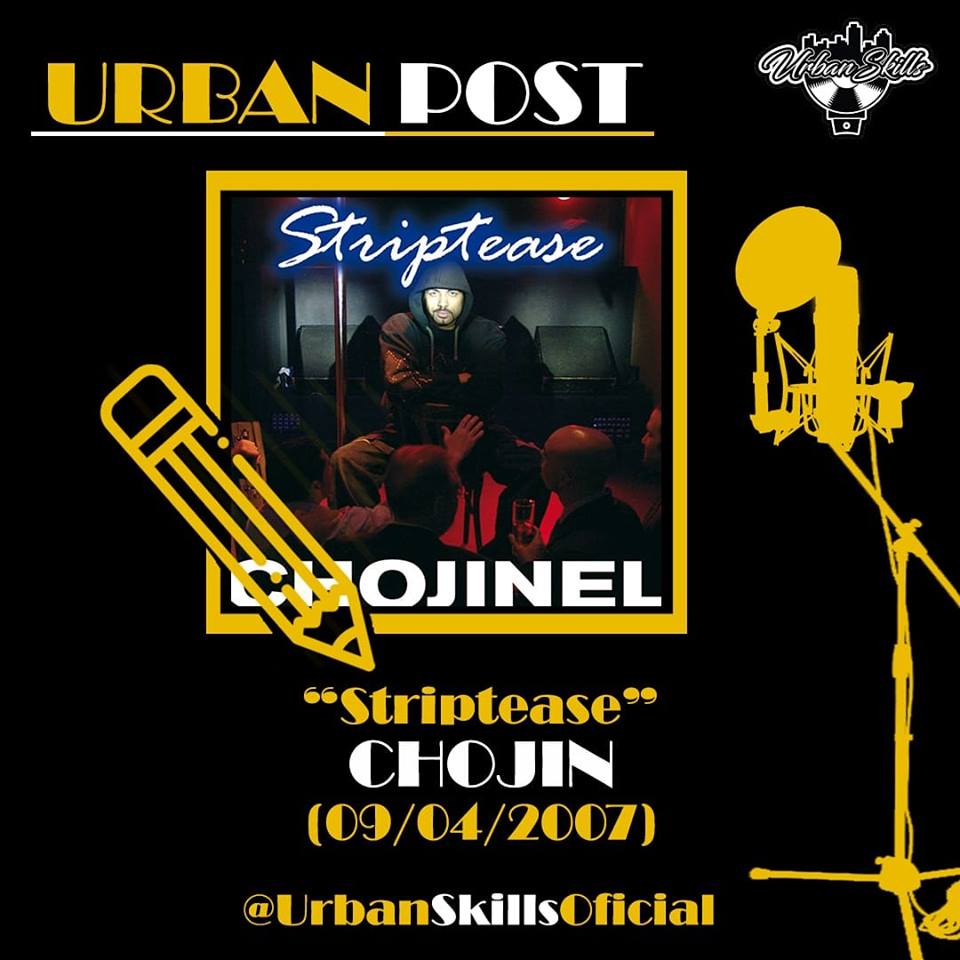 URBAN POST
Urban Skills
Striptease
CHOJINEL
“Striptease”
CHOJIN
(09/04/2007)
@UrbanSkillsOficial